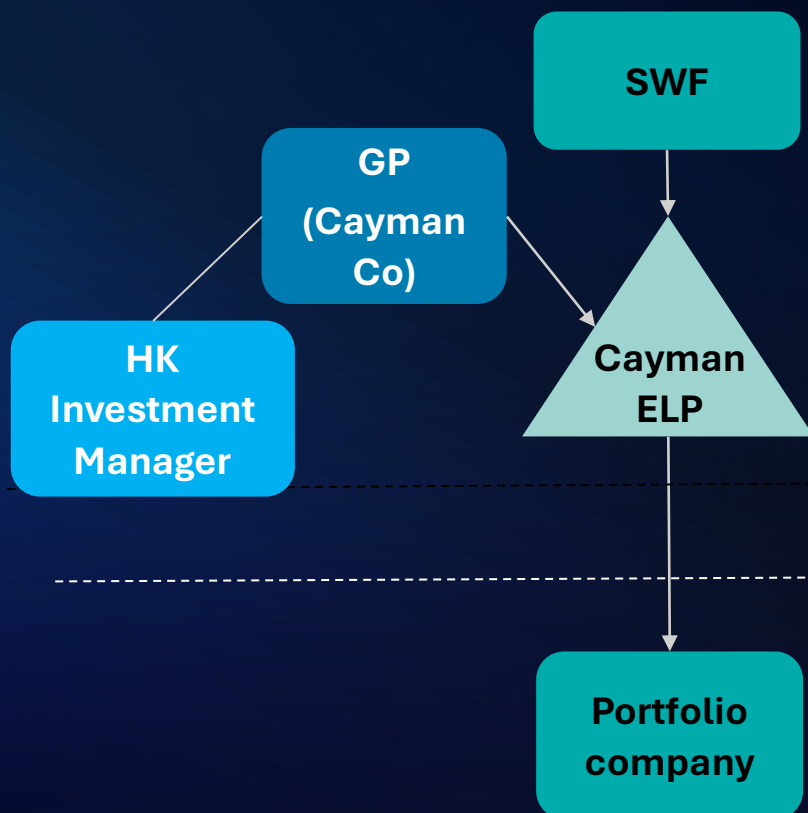 SWF
GP
(Cayman
Co)
HK
Investment
Manager
Cayman
ELP
Portfolio
company